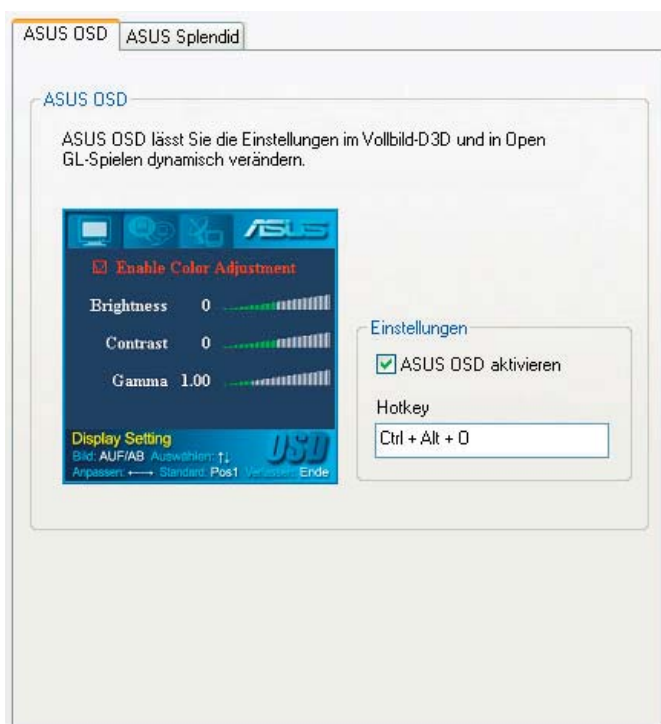 ASUS OSD
ASUS Splendid
ASUS OSD
ASUS OSD lässt Sie die Einstellungen im Vollbild-D3D und in Open
GL-Spielen dynamisch verändern.
ASUS
Enable Color Adjustment
Brightness 0
Contrast 0
Gamma 1.00
Display Setting
OSD
Bild: AUF/AB Auswählen: ↑↓
Anpassen: ←→ Standard: Pos1 Verlassen: Ende
Einstellungen
ASUS OSD aktivieren
Hotkey
Ctrl + Alt + O